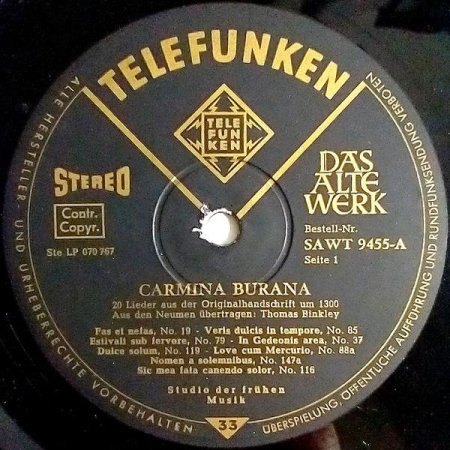 TELEFUNKEN
TELE
FUN
KEN
STEREO
Contr.
Copyr.
Ste LP 070767
DAS
ALTE
WERK
Bestell-Nr.
SAWT 9455-A
Seite 1
CARMINA BURANA
20 Lieder aus der Originalhandschrift um 1300
Aus den Neumen übertragen: Thomas Binkley
Fas et nefas, No. 19 - Veris dulcis in tempore, No. 85
Estivali sub fervore, No. 79 - In Gedeonis area, No. 37
Dulce solum, No. 119 - Love cum Mercurio, No. 88a
Nomen a solemnibus, No. 147a
Sic mea fata canendo solor, No. 116
Studio der frühen
Musik
33
ALLE HERSTELLER - UND URHEBERRECHTE VORBEHALTEN
ÜBERSPIELUNG, ÖFFENTLICHE AUFFÜHRUNG UND RUNDFUNKSENDUNG VERBOTEN